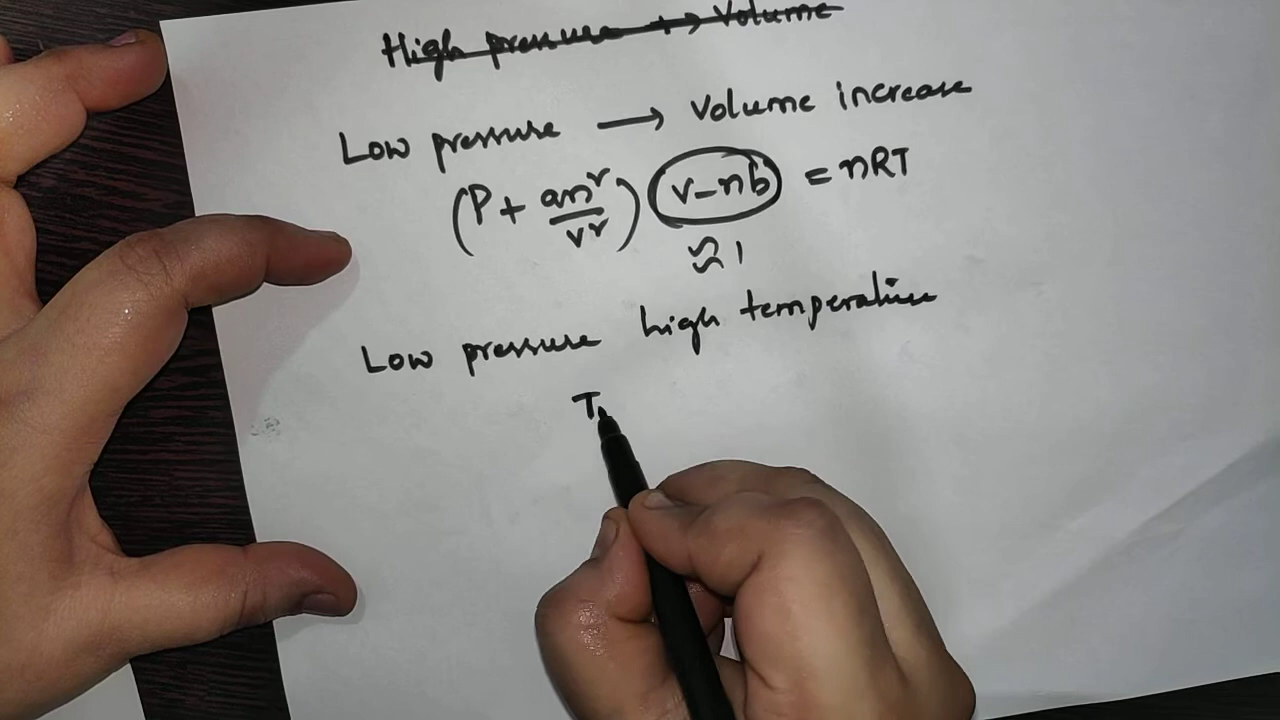 High pressure → Volume
Low pressure → Volume increase
(P + an²/v²) (v-nb) = nRT
≈ 1
Low pressure high temperature
T